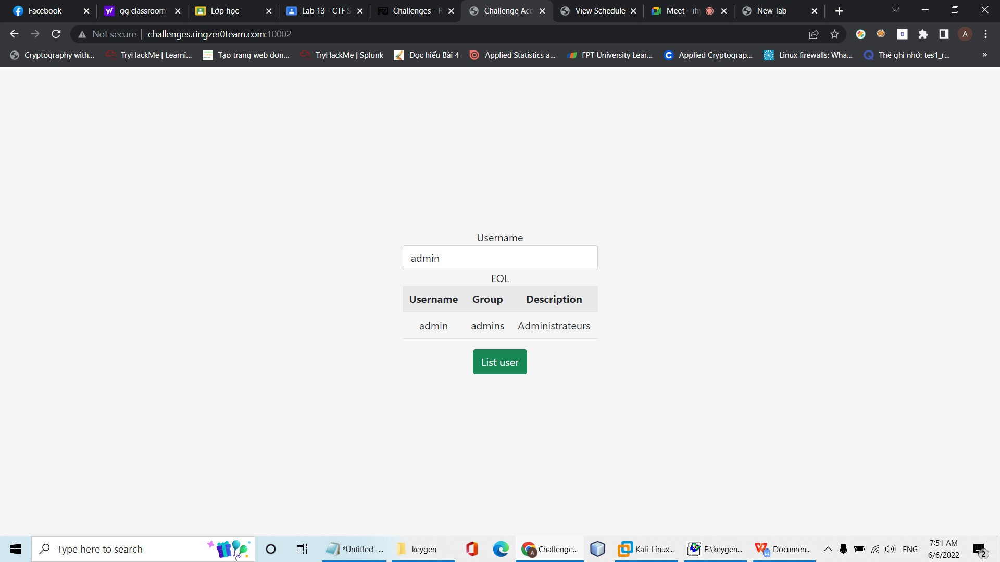 Facebook
gg classroom
Lớp học
Lab 13 - CTF S
Challenges - R
Challenge Acc
View Schedule
Meet – ihy
New Tab
Not secure
challenges.ringzer0team.com:10002
A
Cryptography with...
TryHackMe | Learni...
Tạo trang web đơn...
TryHackMe | Splunk
Đọc hiểu Bài 4
Applied Statistics a...
FPT University Lear...
Applied Cryptograp...
Linux firewalls: Wha...
Thẻ ghi nhớ: tes1_r...
»
Username
admin
EOL
Username Group Description
admin admins Administrateurs
List user
Type here to search
*Untitled -...
keygen
Challenge...
Kali-Linux...
E:\keygen...
Documen...
ENG
7:51 AM
6/6/2022
2